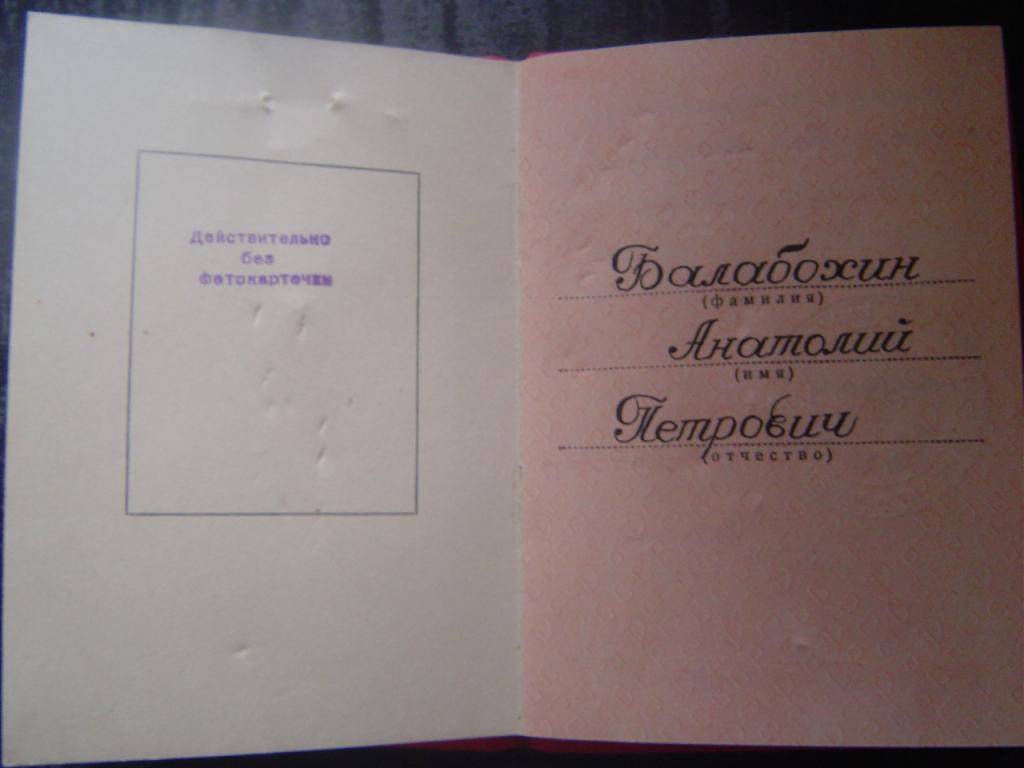 Действительно
без
фотокарточки
Балабохин
(фамилия)
Анатолий
(имя)
Петрович
(отчество)